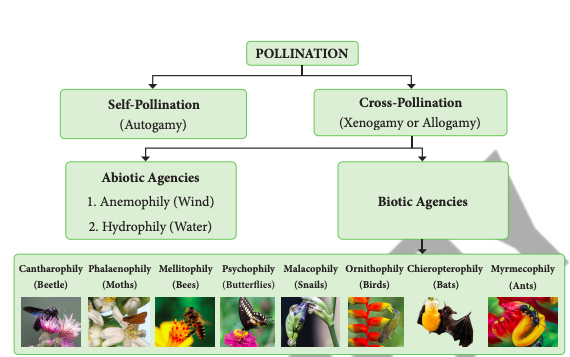 POLLINATION
Self-Pollination
(Autogamy)
Cross-Pollination
(Xenogamy or Allogamy)
Abiotic Agencies
1. Anemophily (Wind)
2. Hydrophily (Water)
Biotic Agencies
Cantharophily
(Beetle)
Phalaenophily
(Moths)
Mellitophily
(Bees)
Psychophily
(Butterflies)
Malacophily
(Snails)
Ornithophily
(Birds)
Chieropterophily
(Bats)
Myrmecophily
(Ants)